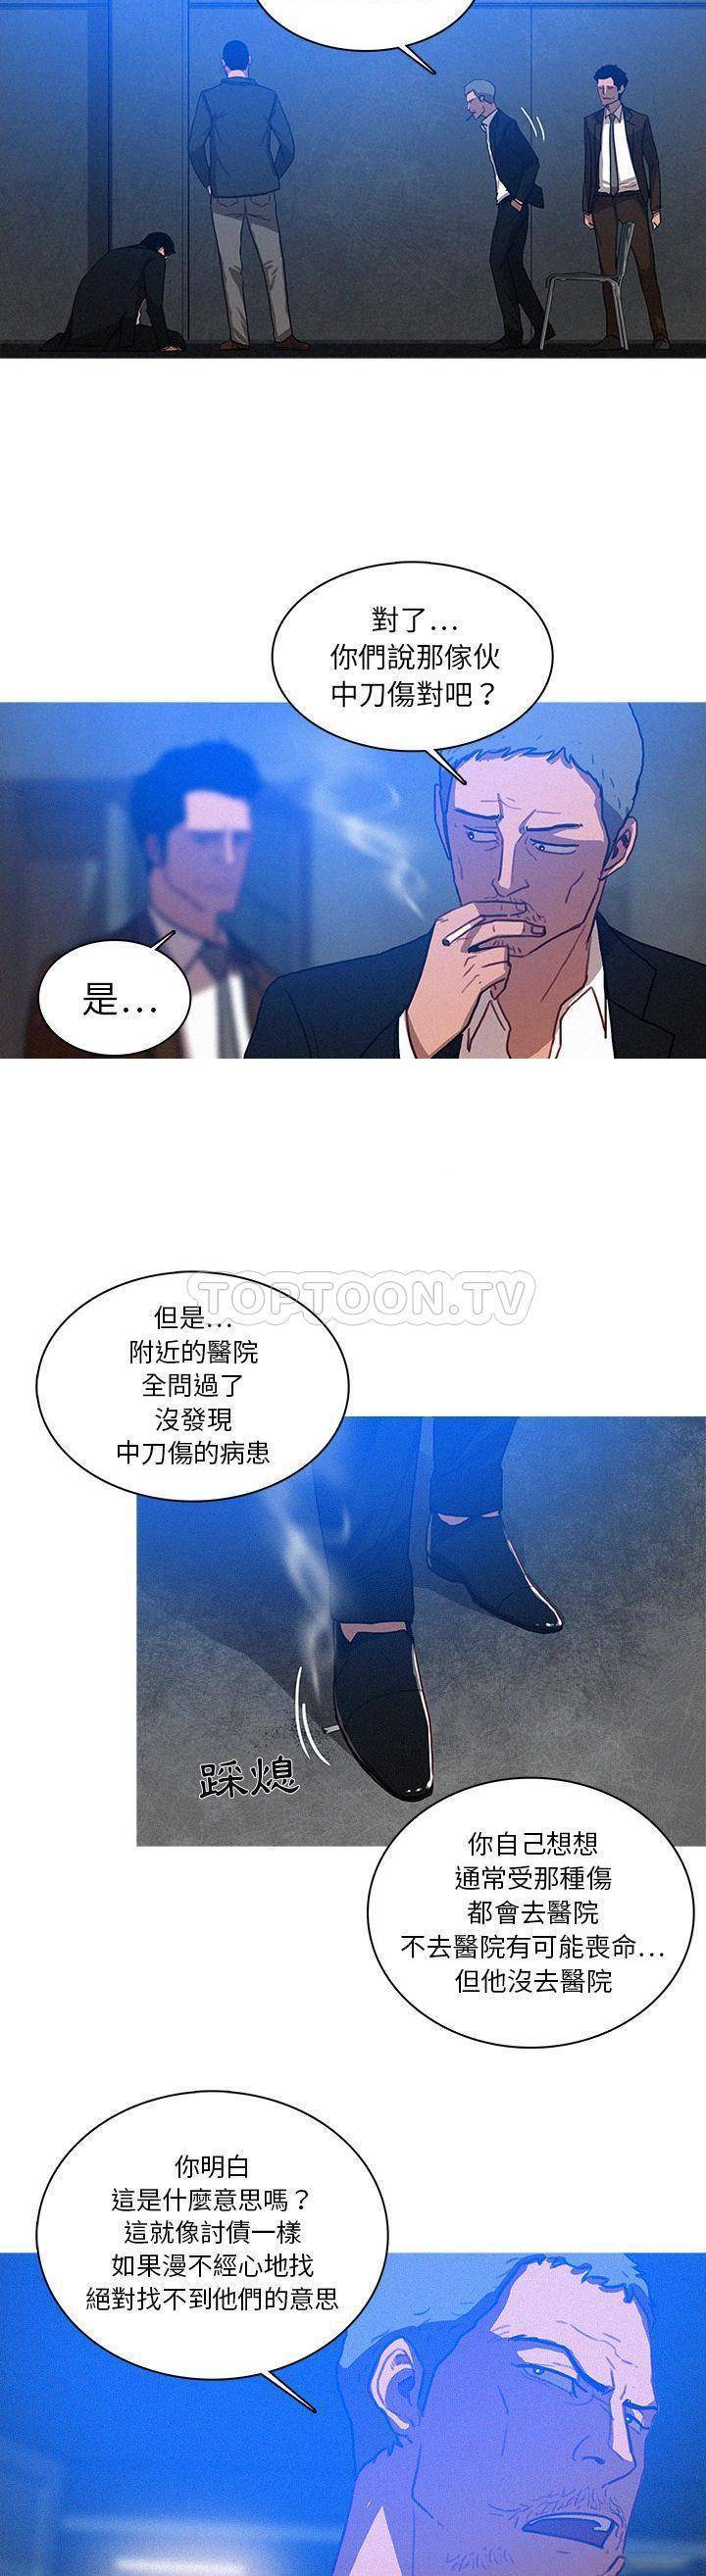 對了...
你們說那傢伙
中刀傷對吧？
是...
TOPTOON.TV
但是...
附近的醫院
全問過了
沒發現
中刀傷的病患
踩熄
你自己想想
通常受那種傷
都會去醫院
不去醫院有可能喪命...
但他沒去醫院
你明白
這是什麼意思嗎？
這就像討債一樣
如果漫不經心地找
絕對找不到他們的意思